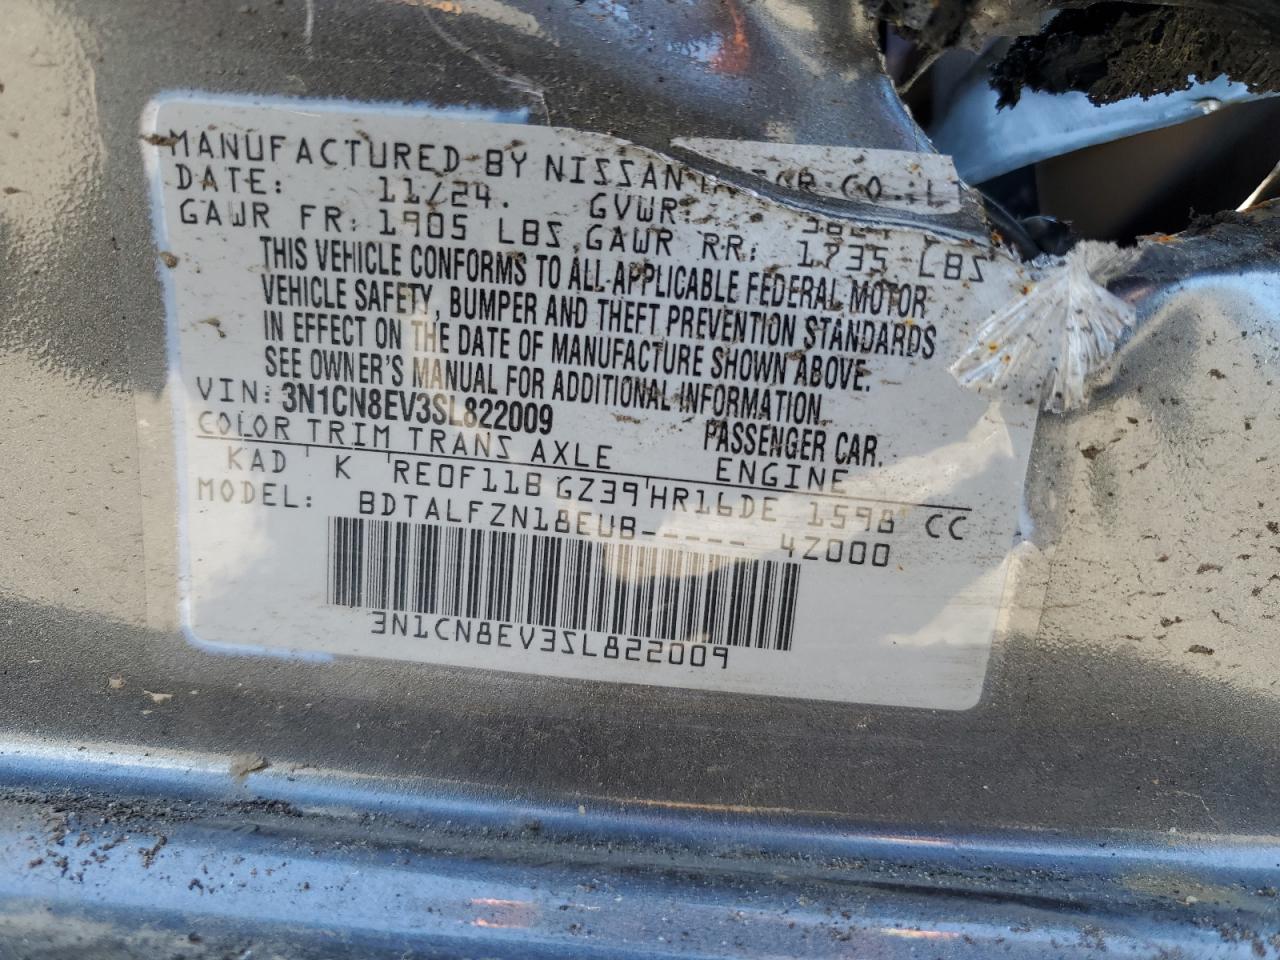 MANUFACTURED BY NISSAN CO.
DATE: 11/24. GVWR:
GAWR FR: 1905 LBS GAWR RR: 1735 LBS
THIS VEHICLE CONFORMS TO ALL APPLICABLE FEDERAL MOTOR
VEHICLE SAFETY, BUMPER AND THEFT PREVENTION STANDARDS
IN EFFECT ON THE DATE OF MANUFACTURE SHOWN ABOVE.
SEE OWNER'S MANUAL FOR ADDITIONAL INFORMATION.
VIN: 3N1CN8EV3SL822009 PASSENGER CAR.
COLOR TRIM TRANS AXLE ENGINE
KAD K RE0F11B GZ39 HR16DE 1598 CC
MODEL: BDTALFZN18EUB----- 4Z000
3N1CN8EV3SL822009